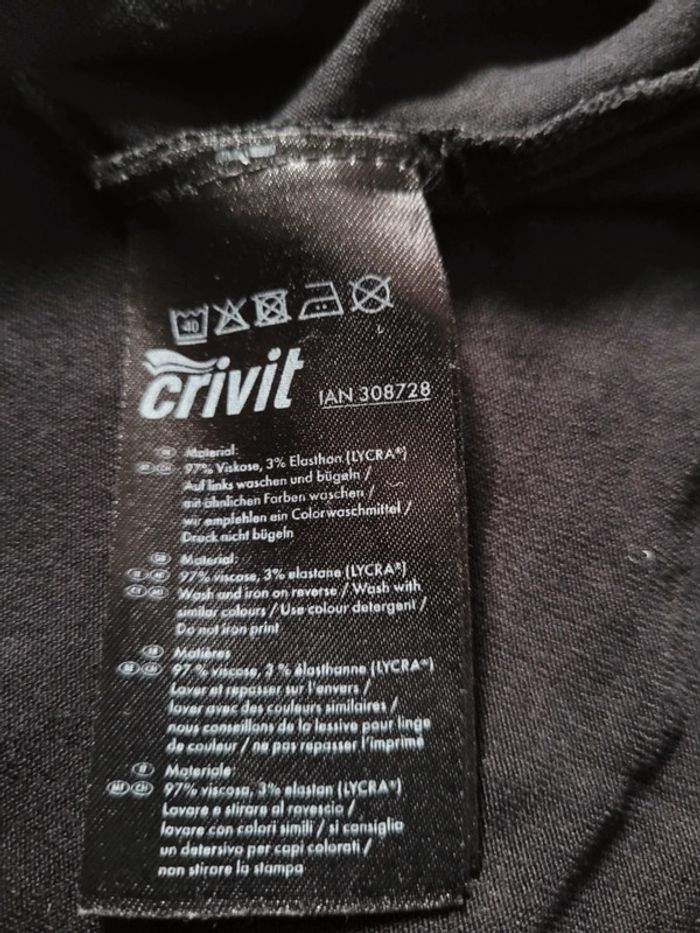 40
crivit
IAN 308728
Material:
97% Viskose, 3% Elasthan (LYCRA®)
Auf links waschen und bügeln /
mit ähnlichen Farben waschen /
wir empfehlen ein Colorwaschmittel /
Druck nicht bügeln
GB Material:
97% viscose, 3% elastane (LYCRA®)
Wash and iron on reverse / Wash with
similar colours / Use colour detergent /
Do not iron print
Matières
BE CH 97 % viscose, 3 % élasthanne (LYCRA®)
Laver et repasser sur l'envers /
laver avec des couleurs similaires /
nous conseillons de la lessive pour linge
de couleur / ne pas repasser l'imprimé
Materiale:
CH 97% viscosa, 3% elastan (LYCRA®)
Lavare e stirare al rovescio /
lavare con colori simili / si consiglia
un detersivo per capi colorati /
non stirare la stampa